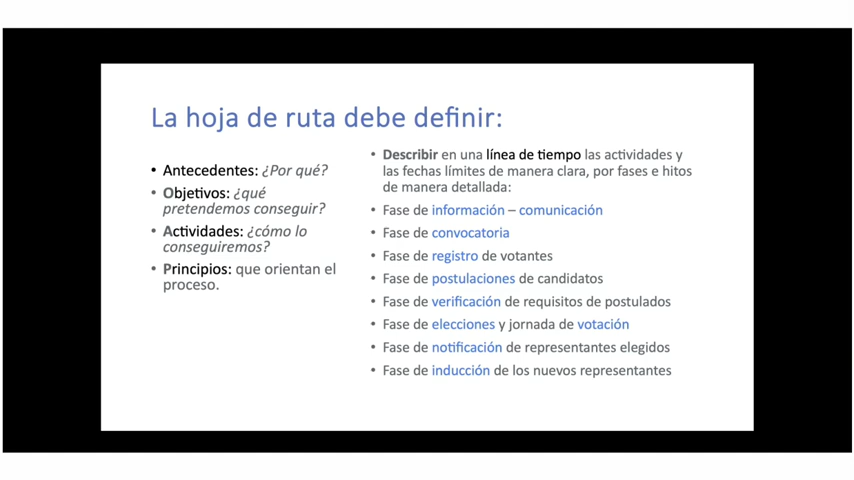 La hoja de ruta debe definir:
• Antecedentes: ¿Por qué?
• Objetivos: ¿qué
pretendemos conseguir?
• Actividades: ¿cómo lo
conseguiremos?
• Principios: que orientan el
proceso.
• Describir en una línea de tiempo las actividades y
las fechas límites de manera clara, por fases e hitos
de manera detallada:
• Fase de información – comunicación
• Fase de convocatoria
• Fase de registro de votantes
• Fase de postulaciones de candidatos
• Fase de verificación de requisitos de postulados
• Fase de elecciones y jornada de votación
• Fase de notificación de representantes elegidos
• Fase de inducción de los nuevos representantes